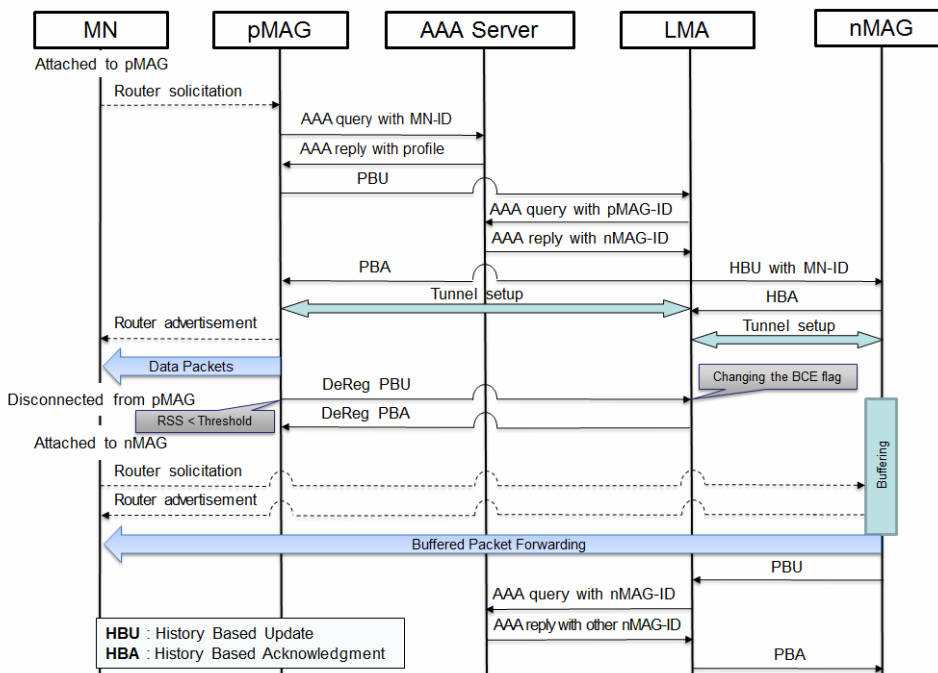 MN
pMAG
AAA Server
LMA
nMAG
Attached to pMAG
Router solicitation
AAA query with MN-ID
AAA reply with profile
PBU
AAA query with pMAG-ID
AAA reply with nMAG-ID
PBA
HBU with MN-ID
Tunnel setup
HBA
Router advertisement
Tunnel setup
Data Packets
DeReg PBU
Changing the BCE flag
Disconnected from pMAG
RSS < Threshold
DeReg PBA
Attached to nMAG
Buffering
Router solicitation
Router advertisement
Buffered Packet Forwarding
PBU
AAA query with nMAG-ID
AAA reply with other nMAG-ID
HBU : History Based Update
HBA : History Based Acknowledgment
PBA